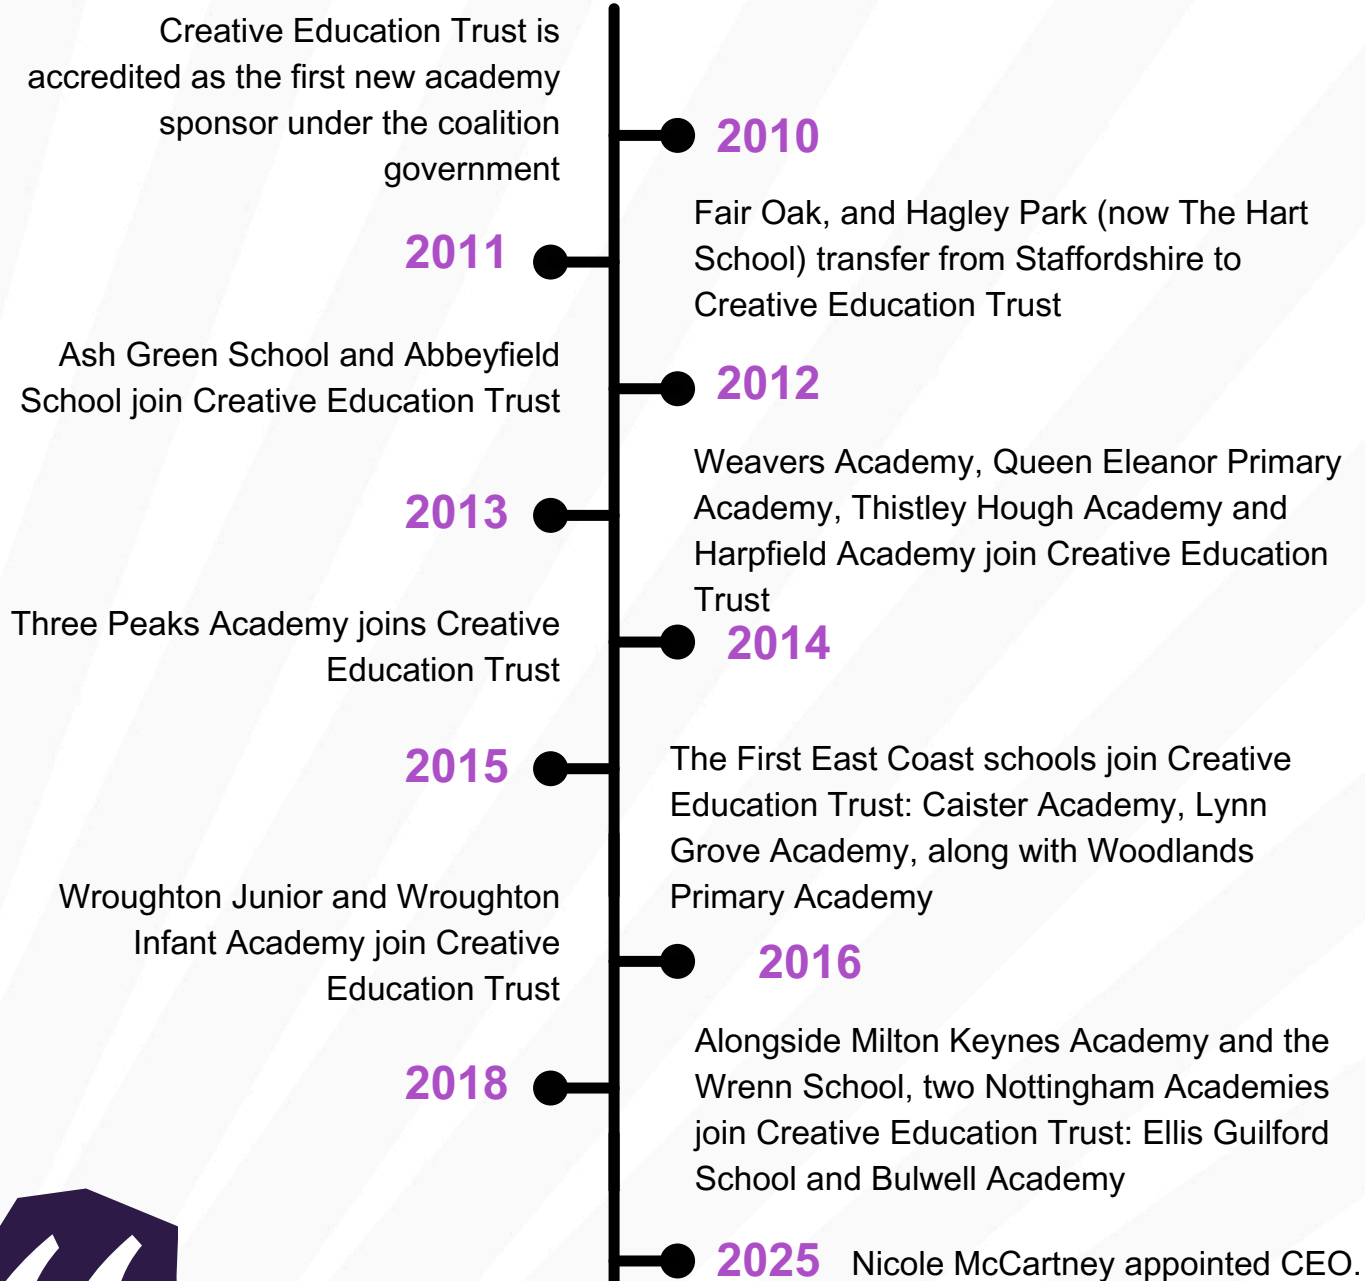 Creative Education Trust is
accredited as the first new academy
sponsor under the coalition
government
2010
Fair Oak, and Hagley Park (now The Hart
School) transfer from Staffordshire to
Creative Education Trust
2011
Ash Green School and Abbeyfield
School join Creative Education Trust
2012
Weavers Academy, Queen Eleanor Primary
Academy, Thistley Hough Academy and
Harpfield Academy join Creative Education
Trust
2013
Three Peaks Academy joins Creative
Education Trust
2014
The First East Coast schools join Creative
Education Trust: Caister Academy, Lynn
Grove Academy, along with Woodlands
Primary Academy
2015
Wroughton Junior and Wroughton
Infant Academy join Creative
Education Trust
2016
Alongside Milton Keynes Academy and the
Wrenn School, two Nottingham Academies
join Creative Education Trust: Ellis Guilford
School and Bulwell Academy
2018
2025 Nicole McCartney appointed CEO.